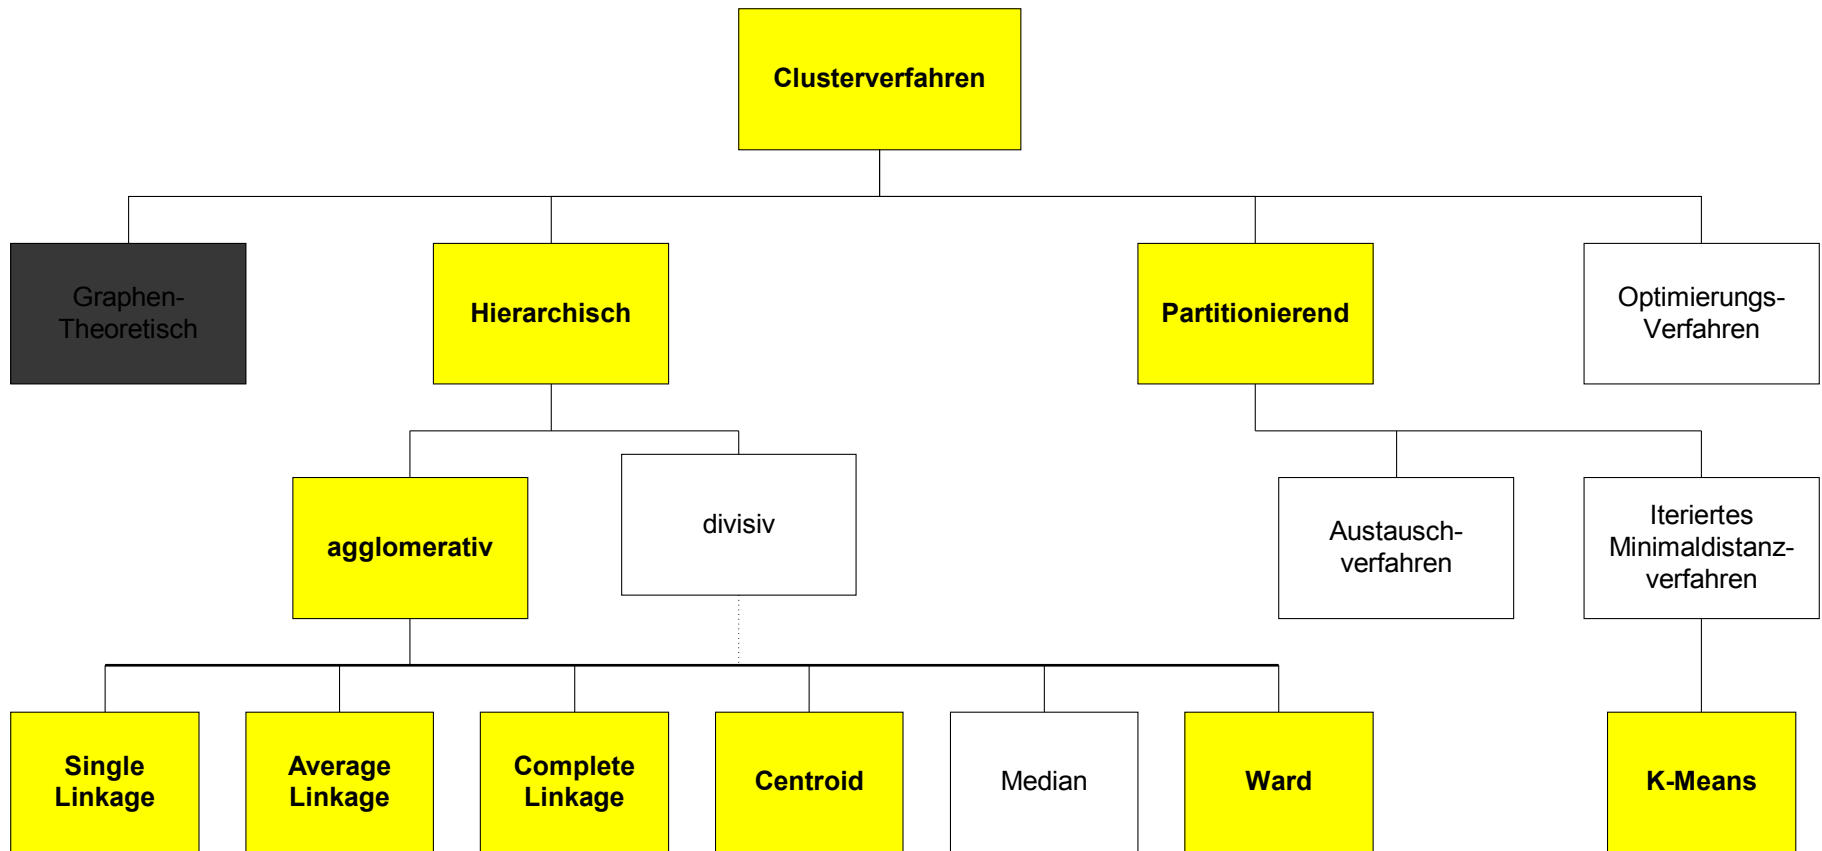 Clusterverfahren
Graphen-
Theoretisch
Hierarchisch
Partitionierend
Optimierungs-
Verfahren
agglomerativ
divisiv
Austausch-
verfahren
Iteriertes
Minimaldistanz-
verfahren
Single
Linkage
Average
Linkage
Complete
Linkage
Centroid
Median
Ward
K-Means